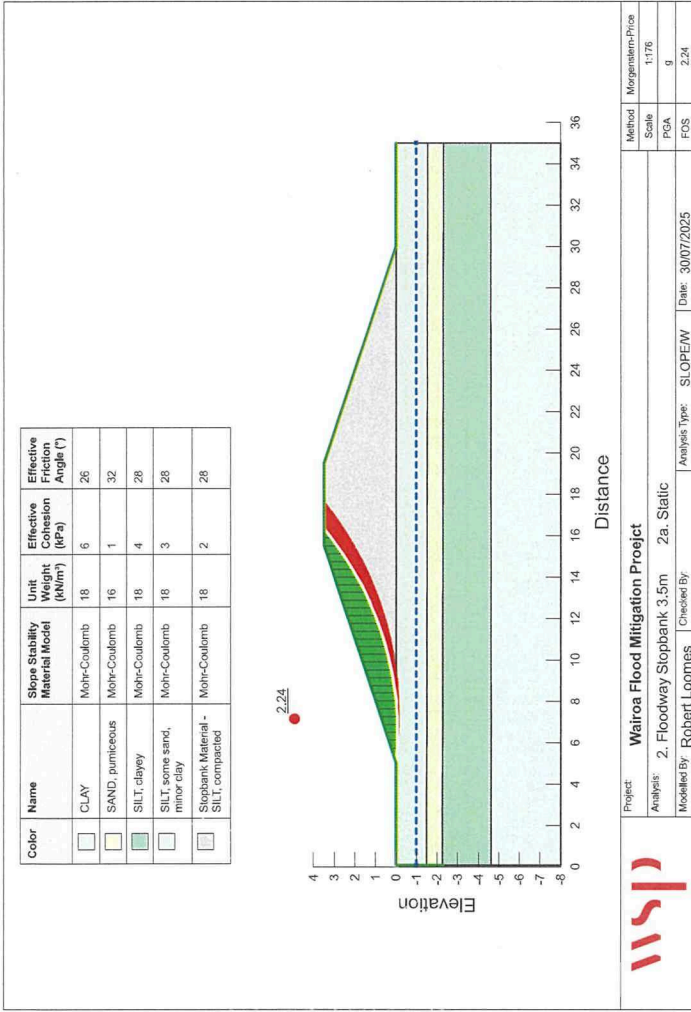 Color Name Slope Stability Material Model Unit Weight (kN/m³) Effective Cohesion (kPa) Effective Friction Angle (°)
CLAY Mohr-Coulomb 18 6 26
SAND, pumiceous Mohr-Coulomb 16 1 32
SILT, clayey Mohr-Coulomb 18 4 28
SILT, some sand, minor clay Mohr-Coulomb 18 3 28
Stopbank Material - SILT, compacted Mohr-Coulomb 18 2 28
2.24
4
3
2
1
0
-1
-2
-3
-4
-5
-6
-7
-8
Elevation
0 2 4 6 8 10 12 14 16 18 20 22 24 26 28 30 32 34 36
Distance
wsp
Project: Wairoa Flood Mitigation Proejct
Analysis: 2. Floodway Stopbank 3.5m 2a. Static
Modelled By: Robert Loomes Checked By: Analysis Type: SLOPE/W Date: 30/07/2025
Method Morgenstern-Price
Scale 1:176
PGA g
FOS 2.24